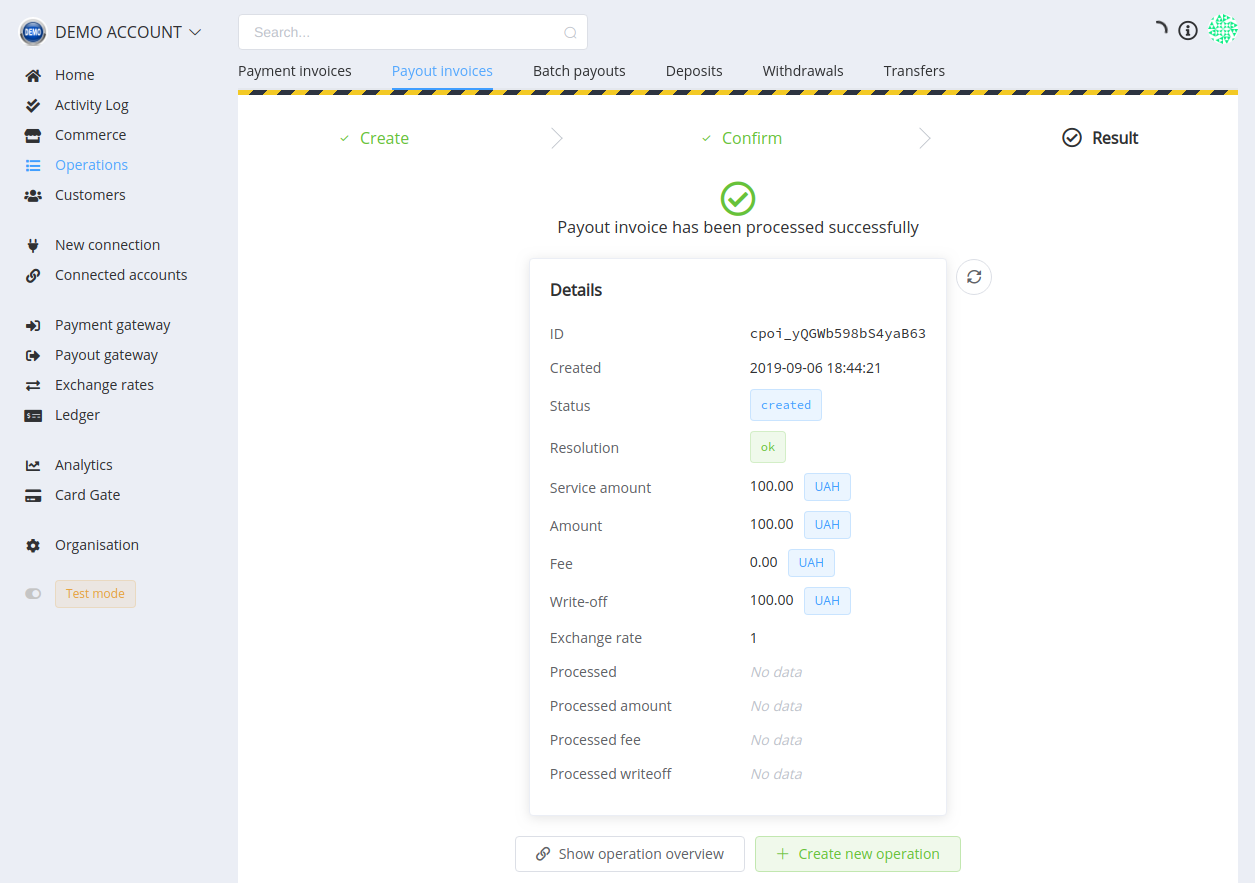 DEMO
DEMO ACCOUNT
Search...
Home
Activity Log
Commerce
Operations
Customers
New connection
Connected accounts
Payment gateway
Payout gateway
Exchange rates
Ledger
Analytics
Card Gate
Organisation
Test mode
Payment invoices Payout invoices Batch payouts Deposits Withdrawals Transfers
Create Confirm Result
Payout invoice has been processed successfully
Details
ID cpoi_yQGWb598bS4yaB63
Created 2019-09-06 18:44:21
Status created
Resolution ok
Service amount 100.00 UAH
Amount 100.00 UAH
Fee 0.00 UAH
Write-off 100.00 UAH
Exchange rate 1
Processed No data
Processed amount No data
Processed fee No data
Processed writeoff No data
Show operation overview + Create new operation